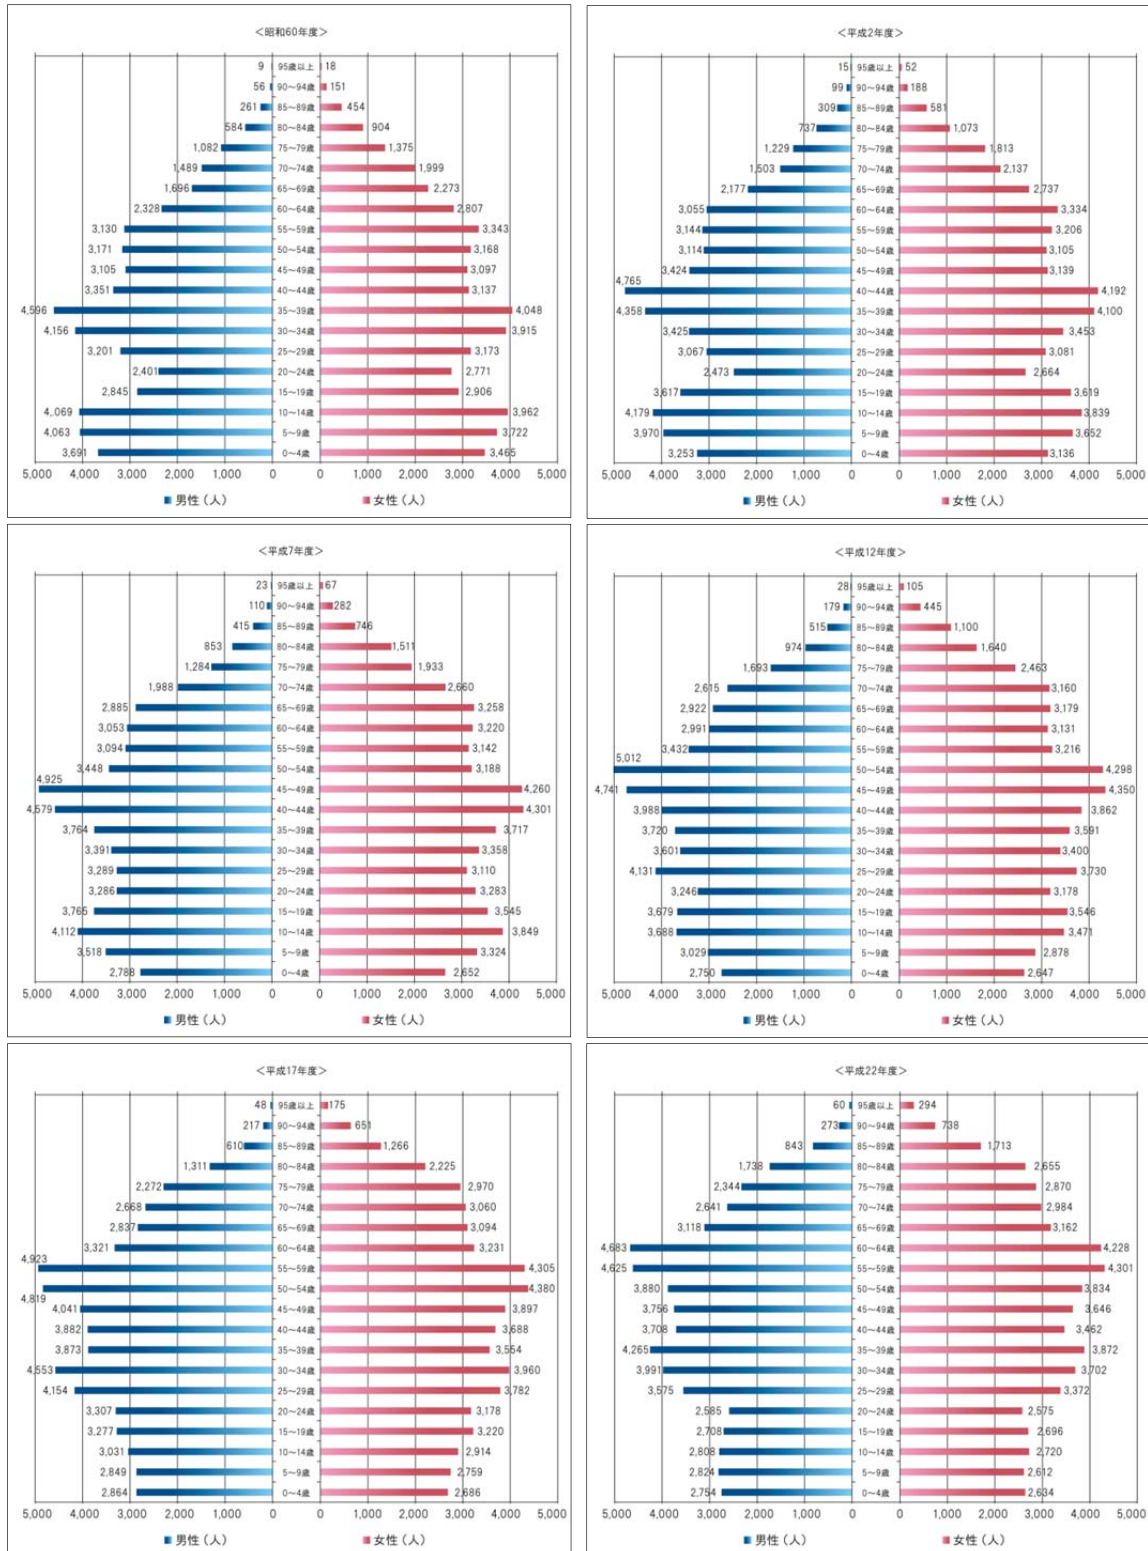 ＜昭和60年度＞
9 95歳以上 18
56 90～94歳 151
261 85～89歳 454
584 80～84歳 904
1,082 75～79歳 1,375
1,489 70～74歳 1,999
1,696 65～69歳 2,273
2,328 60～64歳 2,807
3,130 55～59歳 3,343
3,171 50～54歳 3,168
3,105 45～49歳 3,097
3,351 40～44歳 3,137
4,596 35～39歳 4,048
4,156 30～34歳 3,915
3,201 25～29歳 3,173
2,401 20～24歳 2,771
2,845 15～19歳 2,906
4,069 10～14歳 3,962
4,063 5～9歳 3,722
3,691 0～4歳 3,465
5,000 4,000 3,000 2,000 1,000 0 0 1,000 2,000 3,000 4,000 5,000
男性（人） 女性（人）
＜平成2年度＞
15 95歳以上 52
99 90～94歳 188
309 85～89歳 581
737 80～84歳 1,073
1,229 75～79歳 1,813
1,503 70～74歳 2,137
2,177 65～69歳 2,737
3,055 60～64歳 3,334
3,144 55～59歳 3,206
3,114 50～54歳 3,105
3,424 45～49歳 3,139
4,765 40～44歳 4,192
4,358 35～39歳 4,100
3,425 30～34歳 3,453
3,067 25～29歳 3,081
2,473 20～24歳 2,664
3,617 15～19歳 3,619
4,179 10～14歳 3,839
3,970 5～9歳 3,652
3,253 0～4歳 3,136
5,000 4,000 3,000 2,000 1,000 0 0 1,000 2,000 3,000 4,000 5,000
男性（人） 女性（人）
＜平成7年度＞
23 95歳以上 67
110 90～94歳 282
415 85～89歳 746
853 80～84歳 1,511
1,284 75～79歳 1,933
1,988 70～74歳 2,660
2,885 65～69歳 3,258
3,053 60～64歳 3,220
3,094 55～59歳 3,142
3,448 50～54歳 3,188
4,925 45～49歳 4,260
4,579 40～44歳 4,301
3,764 35～39歳 3,717
3,391 30～34歳 3,358
3,289 25～29歳 3,110
3,286 20～24歳 3,283
3,765 15～19歳 3,545
4,112 10～14歳 3,849
3,518 5～9歳 3,324
2,788 0～4歳 2,652
5,000 4,000 3,000 2,000 1,000 0 0 1,000 2,000 3,000 4,000 5,000
男性（人） 女性（人）
＜平成12年度＞
28 95歳以上 105
179 90～94歳 445
515 85～89歳 1,100
974 80～84歳 1,640
1,693 75～79歳 2,463
2,615 70～74歳 3,160
2,922 65～69歳 3,179
2,991 60～64歳 3,131
3,432 55～59歳 3,216
5,012 50～54歳 4,298
4,741 45～49歳 4,350
3,988 40～44歳 3,862
3,720 35～39歳 3,591
3,601 30～34歳 3,400
4,131 25～29歳 3,730
3,246 20～24歳 3,178
3,679 15～19歳 3,546
3,688 10～14歳 3,471
3,029 5～9歳 2,878
2,750 0～4歳 2,647
5,000 4,000 3,000 2,000 1,000 0 0 1,000 2,000 3,000 4,000 5,000
男性（人） 女性（人）
＜平成17年度＞
48 95歳以上 175
217 90～94歳 651
610 85～89歳 1,266
1,311 80～84歳 2,225
2,272 75～79歳 2,970
2,668 70～74歳 3,060
2,837 65～69歳 3,094
3,321 60～64歳 3,231
4,923 55～59歳 4,305
4,819 50～54歳 4,380
4,041 45～49歳 3,897
3,882 40～44歳 3,688
3,873 35～39歳 3,554
4,553 30～34歳 3,960
4,154 25～29歳 3,782
3,307 20～24歳 3,178
3,277 15～19歳 3,220
3,031 10～14歳 2,914
2,849 5～9歳 2,759
2,864 0～4歳 2,686
5,000 4,000 3,000 2,000 1,000 0 0 1,000 2,000 3,000 4,000 5,000
男性（人） 女性（人）
＜平成22年度＞
60 95歳以上 294
273 90～94歳 738
843 85～89歳 1,713
1,738 80～84歳 2,655
2,344 75～79歳 2,870
2,641 70～74歳 2,984
3,118 65～69歳 3,162
4,683 60～64歳 4,228
4,625 55～59歳 4,301
3,880 50～54歳 3,834
3,756 45～49歳 3,646
3,708 40～44歳 3,462
4,265 35～39歳 3,872
3,991 30～34歳 3,702
3,575 25～29歳 3,372
2,585 20～24歳 2,575
2,708 15～19歳 2,696
2,808 10～14歳 2,720
2,824 5～9歳 2,612
2,754 0～4歳 2,634
5,000 4,000 3,000 2,000 1,000 0 0 1,000 2,000 3,000 4,000 5,000
男性（人） 女性（人）